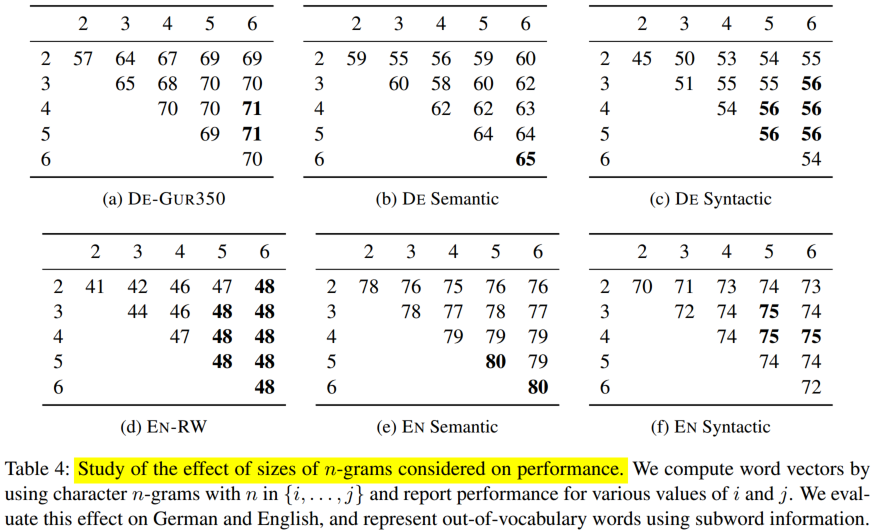 2 3 4 5 6
2 57 64 67 69 69
3 65 68 70 70
4 70 70 71
5 69 71
6 70
(a) DE-GUR350
2 3 4 5 6
2 59 55 56 59 60
3 60 58 60 62
4 62 62 63
5 64 64
6 65
(b) DE Semantic
2 3 4 5 6
2 45 50 53 54 55
3 51 55 55 56
4 54 56 56
5 56 56
6 54
(c) DE Syntactic
2 3 4 5 6
2 41 42 46 47 48
3 44 46 48 48
4 47 48 48
5 48 48
6 48
(d) EN-RW
2 3 4 5 6
2 78 76 75 76 76
3 78 77 78 77
4 79 79 79
5 80 79
6 80
(e) EN Semantic
2 3 4 5 6
2 70 71 73 74 73
3 72 74 75 74
4 74 75 75
5 74 74
6 72
(f) EN Syntactic
Table 4: Study of the effect of sizes of n-grams considered on performance. We compute word vectors by
using character n-grams with n in {i, . . . , j} and report performance for various values of i and j. We eval-
uate this effect on German and English, and represent out-of-vocabulary words using subword information.